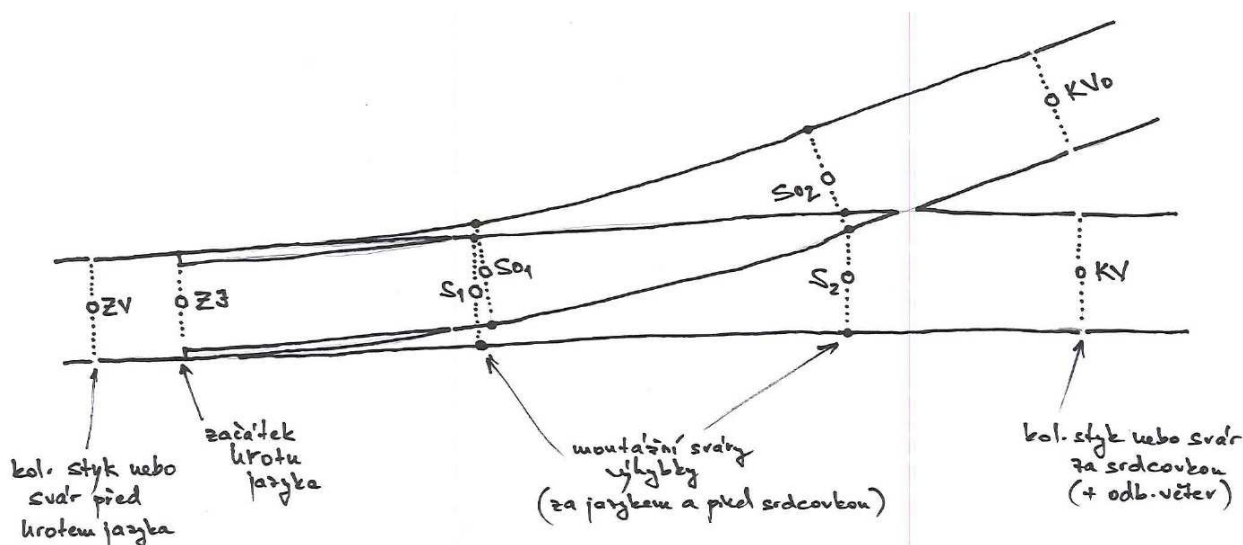 KVo
So2
ZV
ZJ
S1
So1
S2
KV
kol. styk nebo
svár před
hrotem jazyka
začátek
hrotu
jazyka
montážní sváry
výhybky
(za jazykem a před srdcovkou)
kol. styk nebo svár
za srdcovkou
(+ odb. větev)